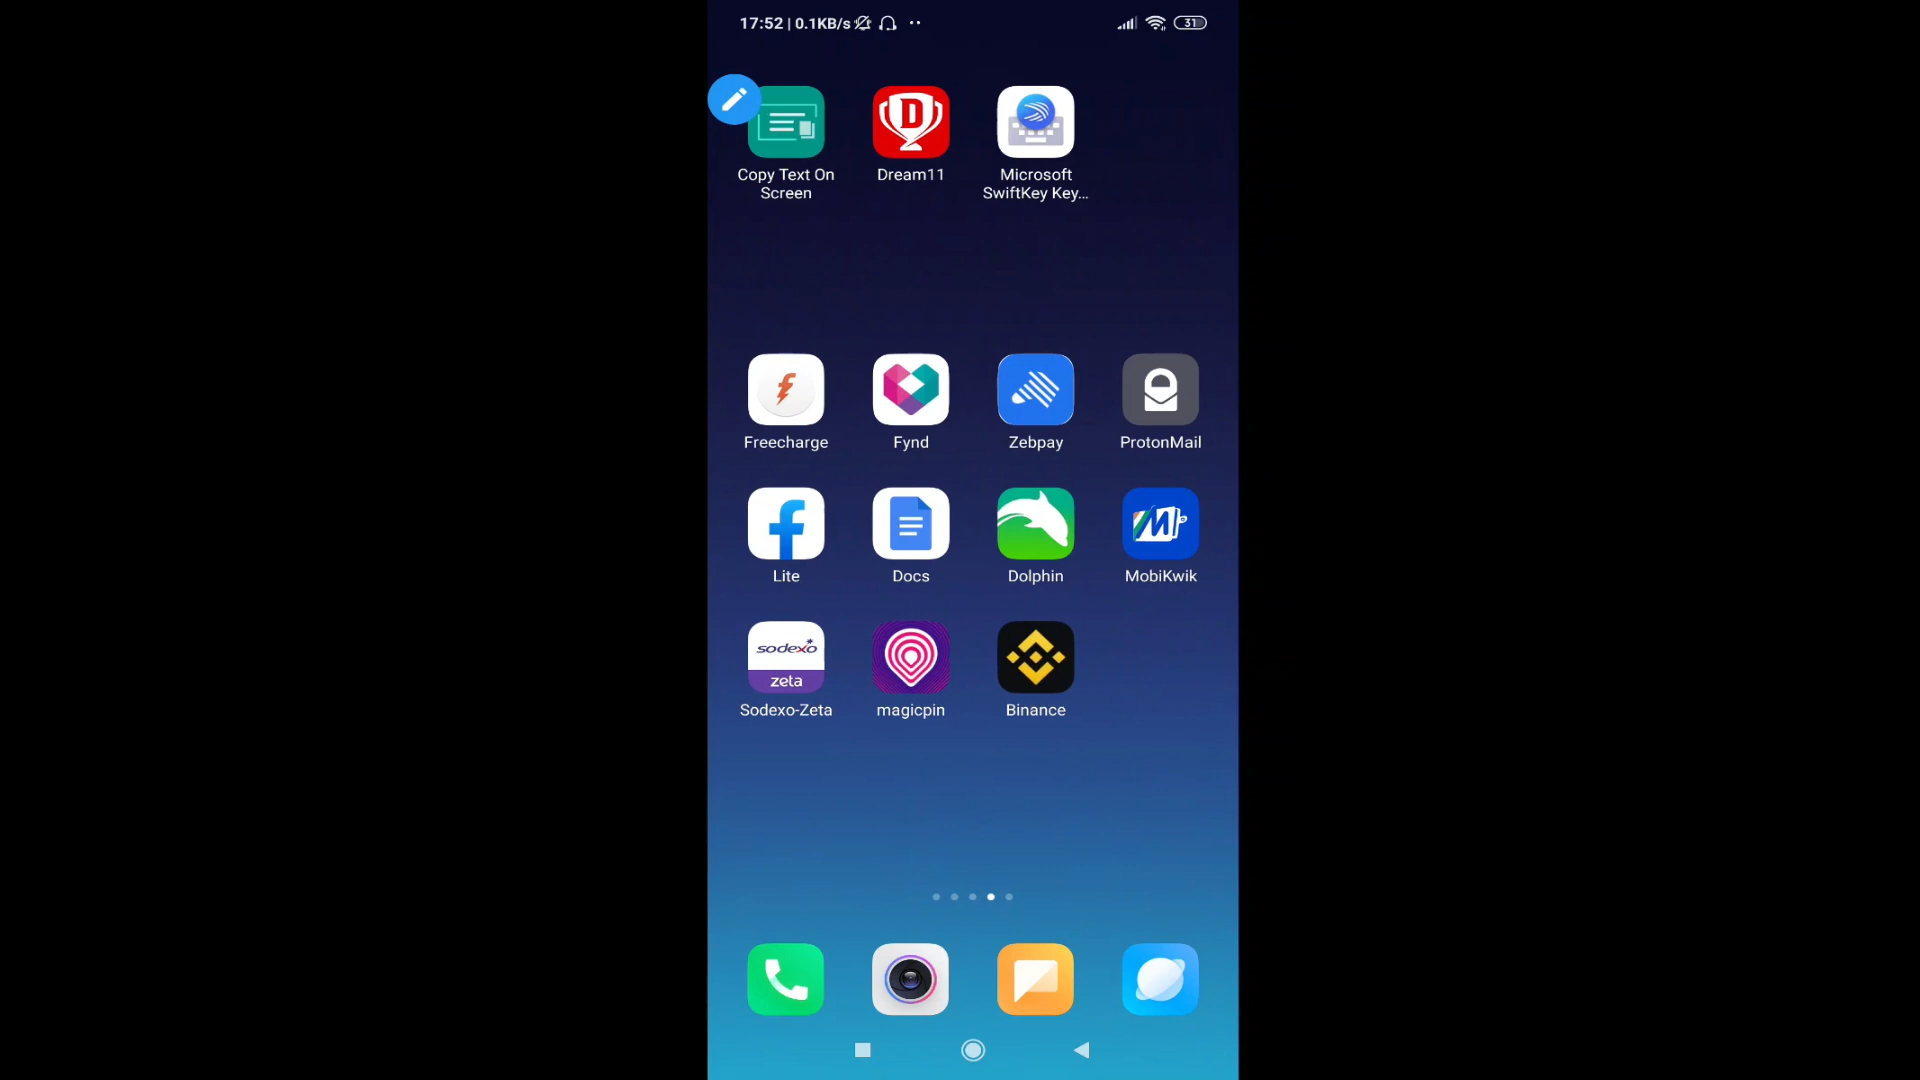 17:52 | 0.1KB/s
31
Copy Text On
Screen
Dream11
Microsoft
SwiftKey Key...
Freecharge
Fynd
Zebpay
ProtonMail
Lite
Docs
Dolphin
MobiKwik
sodexo
zeta
Sodexo-Zeta
magicpin
Binance